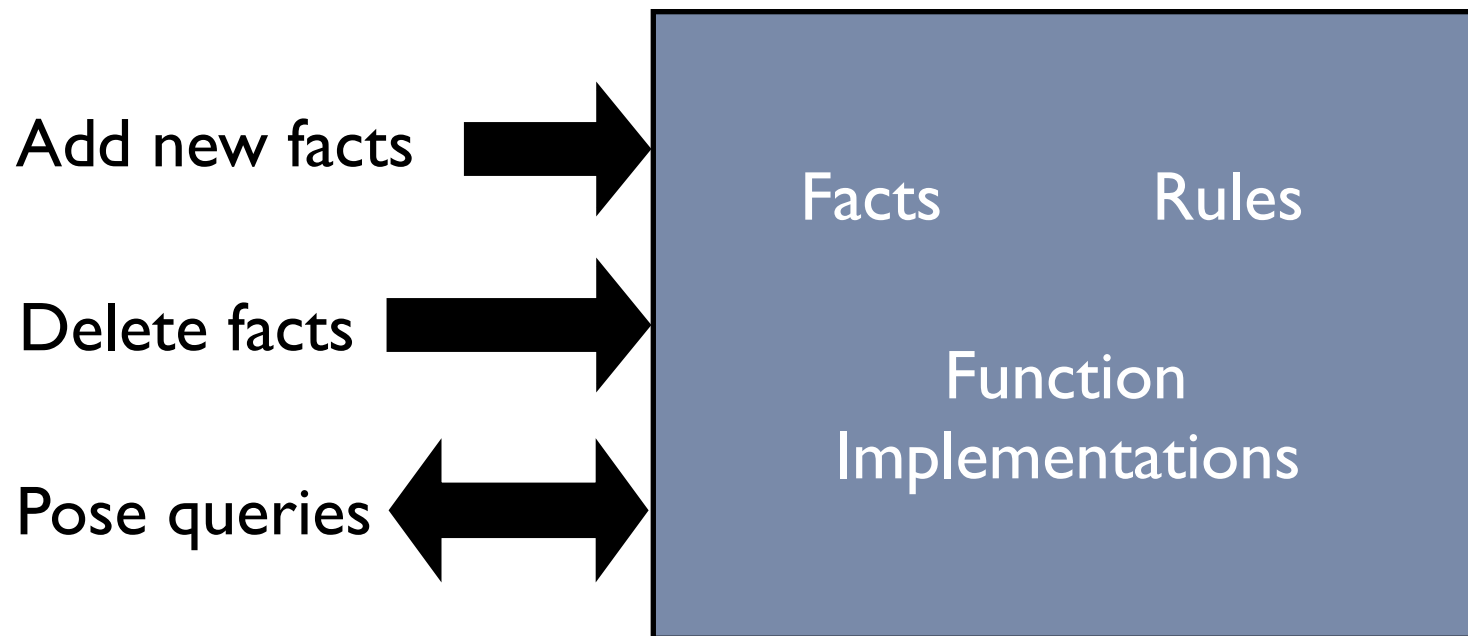 Add new facts
Delete facts
Pose queries
Facts
Rules
Function
Implementations